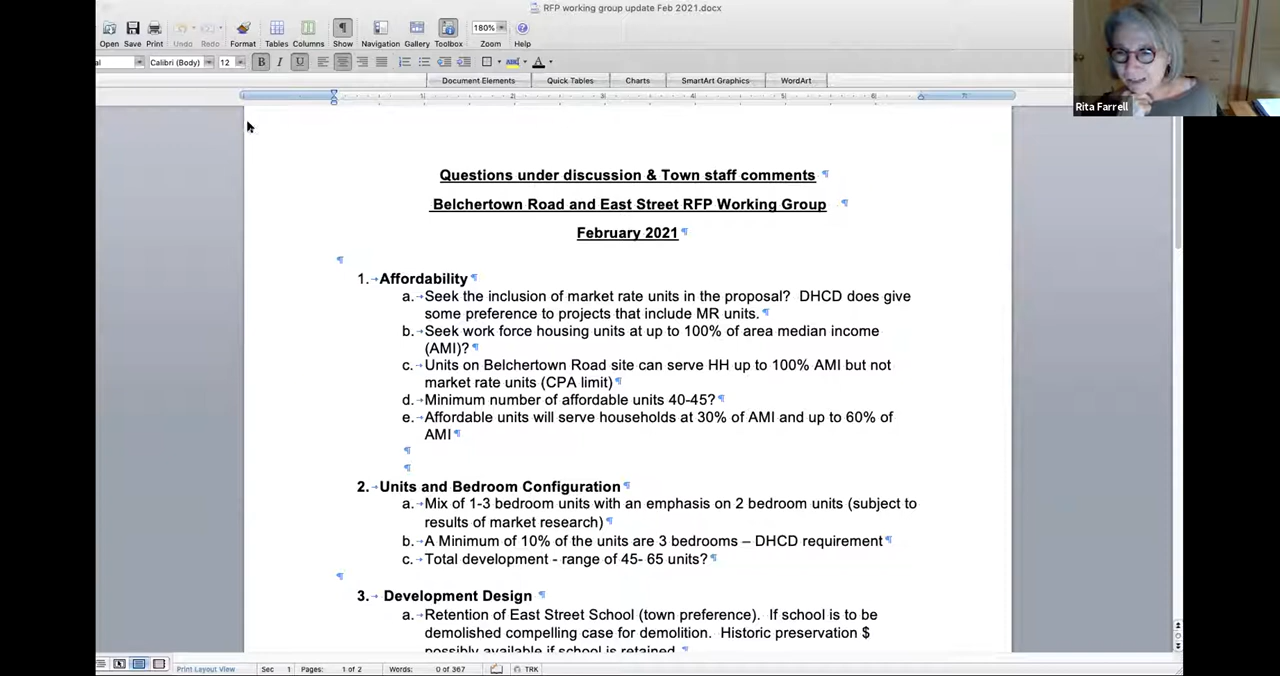 RFP working group update Feb 2021.docx
Open Save Print Undo Redo Format Tables Columns Show Navigation Gallery Toolbox Zoom Help
180%
Calibri (Body) 12 B I U
Document Elements Quick Tables Charts SmartArt Graphics WordArt
Rita Farrell
Questions under discussion & Town staff comments ¶
Belchertown Road and East Street RFP Working Group ¶
February 2021 ¶
¶
1.→Affordability ¶
a.→Seek the inclusion of market rate units in the proposal?  DHCD does give
some preference to projects that include MR units. ¶
b.→Seek work force housing units at up to 100% of area median income
(AMI)? ¶
c.→Units on Belchertown Road site can serve HH up to 100% AMI but not
market rate units (CPA limit) ¶
d.→Minimum number of affordable units 40-45? ¶
e.→Affordable units will serve households at 30% of AMI and up to 60% of
AMI ¶
¶
¶
2.→Units and Bedroom Configuration ¶
a.→Mix of 1-3 bedroom units with an emphasis on 2 bedroom units (subject to
results of market research) ¶
b.→A Minimum of 10% of the units are 3 bedrooms – DHCD requirement ¶
c.→Total development - range of 45- 65 units? ¶
¶
3.→ Development Design ¶
a.→Retention of East Street School (town preference).  If school is to be
demolished compelling case for demolition.  Historic preservation $
possibly available if school is retained. ¶
Print Layout View Sec 1 Pages: 1 of 2 Words: 0 of 367 TRK